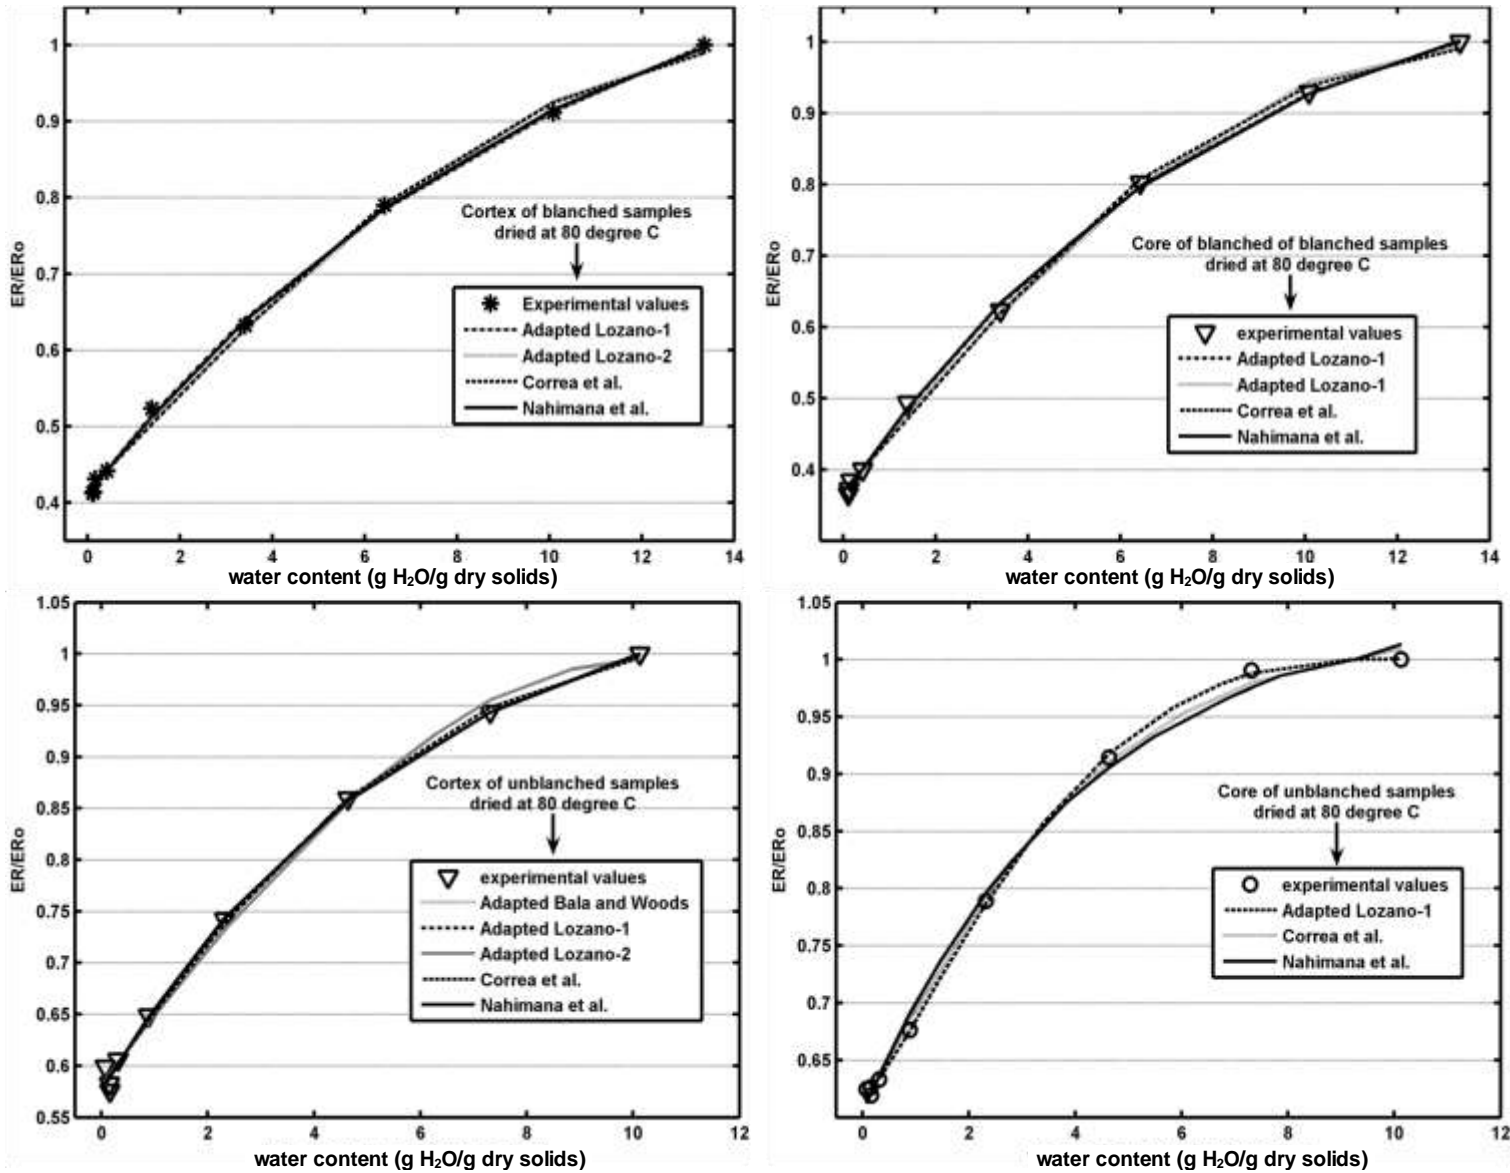 1
0.9
0.8
0.7
0.6
0.5
0.4
ER/ERo
Cortex of blanched samples
dried at 80 degree C
Experimental values
Adapted Lozano-1
Adapted Lozano-2
Correa et al.
Nahimana et al.
0 2 4 6 8 10 12 14
water content (g H₂O/g dry solids)
1
0.9
0.8
0.7
0.6
0.5
0.4
ER/ERo
Core of blanched of blanched samples
dried at 80 degree C
experimental values
Adapted Lozano-1
Adapted Lozano-1
Correa et al.
Nahimana et al.
0 2 4 6 8 10 12 14
water content (g H₂O/g dry solids)
1.05
1
0.95
0.9
0.85
0.8
0.75
0.7
0.65
0.6
0.55
ER/ERo
Cortex of unblanched samples
dried at 80 degree C
experimental values
Adapted Bala and Woods
Adapted Lozano-1
Adapted Lozano-2
Correa et al.
Nahimana et al.
0 2 4 6 8 10 12
water content (g H₂O/g dry solids)
1.05
1
0.95
0.9
0.85
0.8
0.75
0.7
0.65
ER/ERo
Core of unblanched samples
dried at 80 degree C
experimental values
Adapted Lozano-1
Correa et al.
Nahimana et al.
0 2 4 6 8 10 12
water content (g H₂O/g dry solids)